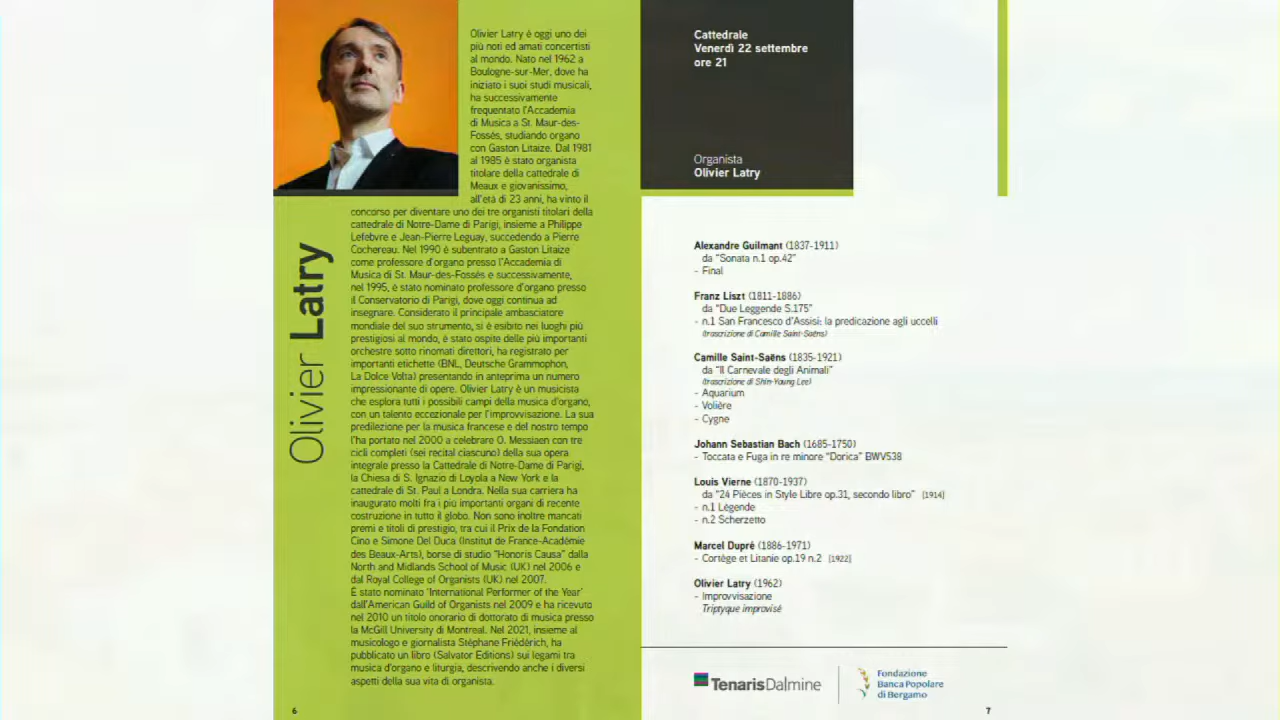 Olivier Latry è oggi uno dei
più noti ed amati concertisti
al mondo. Nato nel 1962 a
Boulogne-sur-Mer, dove ha
iniziato i suoi studi musicali,
ha successivamente
frequentato l'Accademia
di Musica a St. Maur-des-
Fossés, studiando organo
con Gaston Litaize. Dal 1981
al 1985 è stato organista
titolare della cattedrale di
Meaux e giovanissimo,
all'età di 23 anni, ha vinto il
concorso per diventare uno dei tre organisti titolari della
cattedrale di Notre-Dame di Parigi, insieme a Philippe
Lefebvre e Jean-Pierre Leguay, succedendo a Pierre
Cochereau. Nel 1990 è subentrato a Gaston Litaize
come professore d'organo presso l'Accademia di
Musica di St. Maur-des-Fossés e successivamente,
nel 1995, è stato nominato professore d'organo presso
il Conservatorio di Parigi, dove oggi continua ad
insegnare. Considerato il principale ambasciatore
mondiale del suo strumento, si è esibito nei luoghi più
prestigiosi al mondo, è stato ospite delle più importanti
orchestre sotto rinomati direttori, ha registrato per
importanti etichette (BNL, Deutsche Grammophon,
La Dolce Volta) presentando in anteprima un numero
impressionante di opere. Olivier Latry è un musicista
che esplora tutti i possibili campi della musica d'organo,
con un talento eccezionale per l'improvvisazione. La sua
predilezione per la musica francese e del nostro tempo
l'ha portato nel 2000 a celebrare O. Messiaen con tre
cicli completi (sei recital ciascuno) della sua opera
integrale presso la Cattedrale di Notre-Dame di Parigi,
la Chiesa di S. Ignazio di Loyola a New York e la
cattedrale di St. Paul a Londra. Nella sua carriera ha
inaugurato molti fra i più importanti organi di recente
costruzione in tutto il globo. Non sono inoltre mancati
premi e titoli di prestigio, tra cui il Prix de la Fondation
Cino e Simone Del Duca (Institut de France-Académie
des Beaux-Arts), borse di studio "Honoris Causa" dalla
North and Midlands School of Music (UK) nel 2006 e
dal Royal College of Organists (UK) nel 2007.
È stato nominato 'International Performer of the Year'
dall'American Guild of Organists nel 2009 e ha ricevuto
nel 2010 un titolo onorario di dottorato di musica presso
la McGill University di Montreal. Nel 2021, insieme al
musicologo e giornalista Stéphane Friédérich, ha
pubblicato un libro (Salvator Editions) sui legami tra
musica d'organo e liturgia, descrivendo anche i diversi
aspetti della sua vita di organista.
Olivier Latry
6
Cattedrale
Venerdì 22 settembre
ore 21
Organista
Olivier Latry
Alexandre Guilmant (1837-1911)
da "Sonata n.1 op.42"
- Final
Franz Liszt (1811-1886)
da "Due Leggende S.175"
- n.1 San Francesco d'Assisi: la predicazione agli uccelli
(trascrizione di Camille Saint-Saëns)
Camille Saint-Saëns (1835-1921)
da "Il Carnevale degli Animali"
(trascrizione di Shin-Young Lee)
- Aquarium
- Volière
- Cygne
Johann Sebastian Bach (1685-1750)
- Toccata e Fuga in re minore "Dorica" BWV538
Louis Vierne (1870-1937)
da "24 Pièces in Style Libre op.31, secondo libro" [1914]
- n.1 Légende
- n.2 Scherzetto
Marcel Dupré (1886-1971)
- Cortège et Litanie op.19 n.2 [1922]
Olivier Latry (1962)
- Improvvisazione
Triptyque improvisé
TenarisDalmine
Fondazione
Banca Popolare
di Bergamo
7